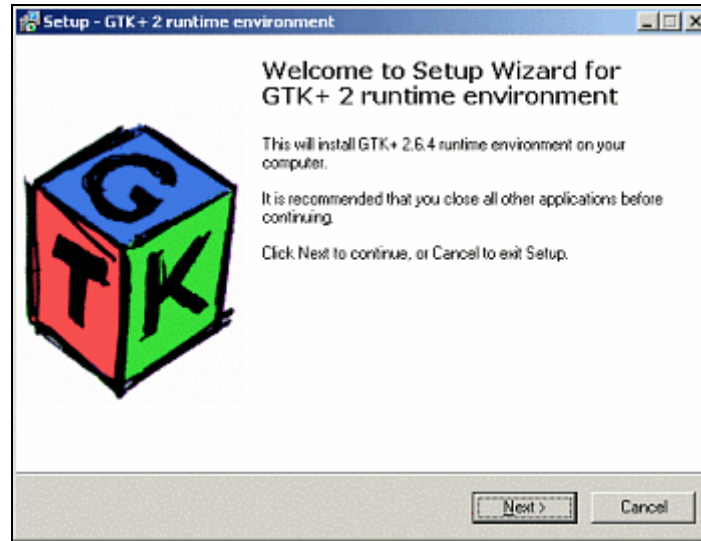 Setup - GTK+ 2 runtime environment
Welcome to Setup Wizard for
GTK+ 2 runtime environment
This will install GTK+ 2.6.4 runtime environment on your
computer.
It is recommended that you close all other applications before
continuing.
Click Next to continue, or Cancel to exit Setup.
G
T K
Next >
Cancel